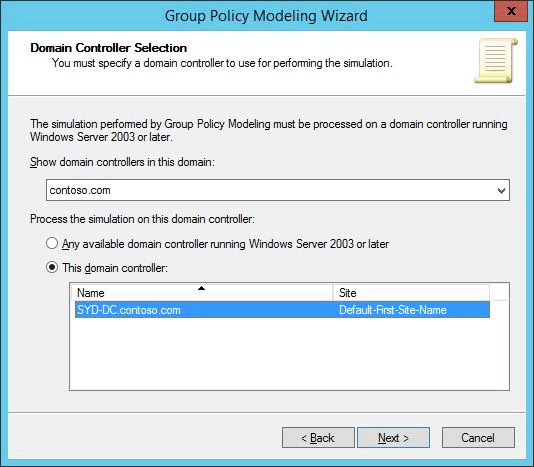 Group Policy Modeling Wizard
Domain Controller Selection
You must specify a domain controller to use for performing the simulation.
The simulation performed by Group Policy Modeling must be processed on a domain controller running
Windows Server 2003 or later.
Show domain controllers in this domain:
contoso.com
Process the simulation on this domain controller:
Any available domain controller running Windows Server 2003 or later
This domain controller:
Name Site
SYD-DC.contoso.com Default-First-Site-Name
< Back Next > Cancel